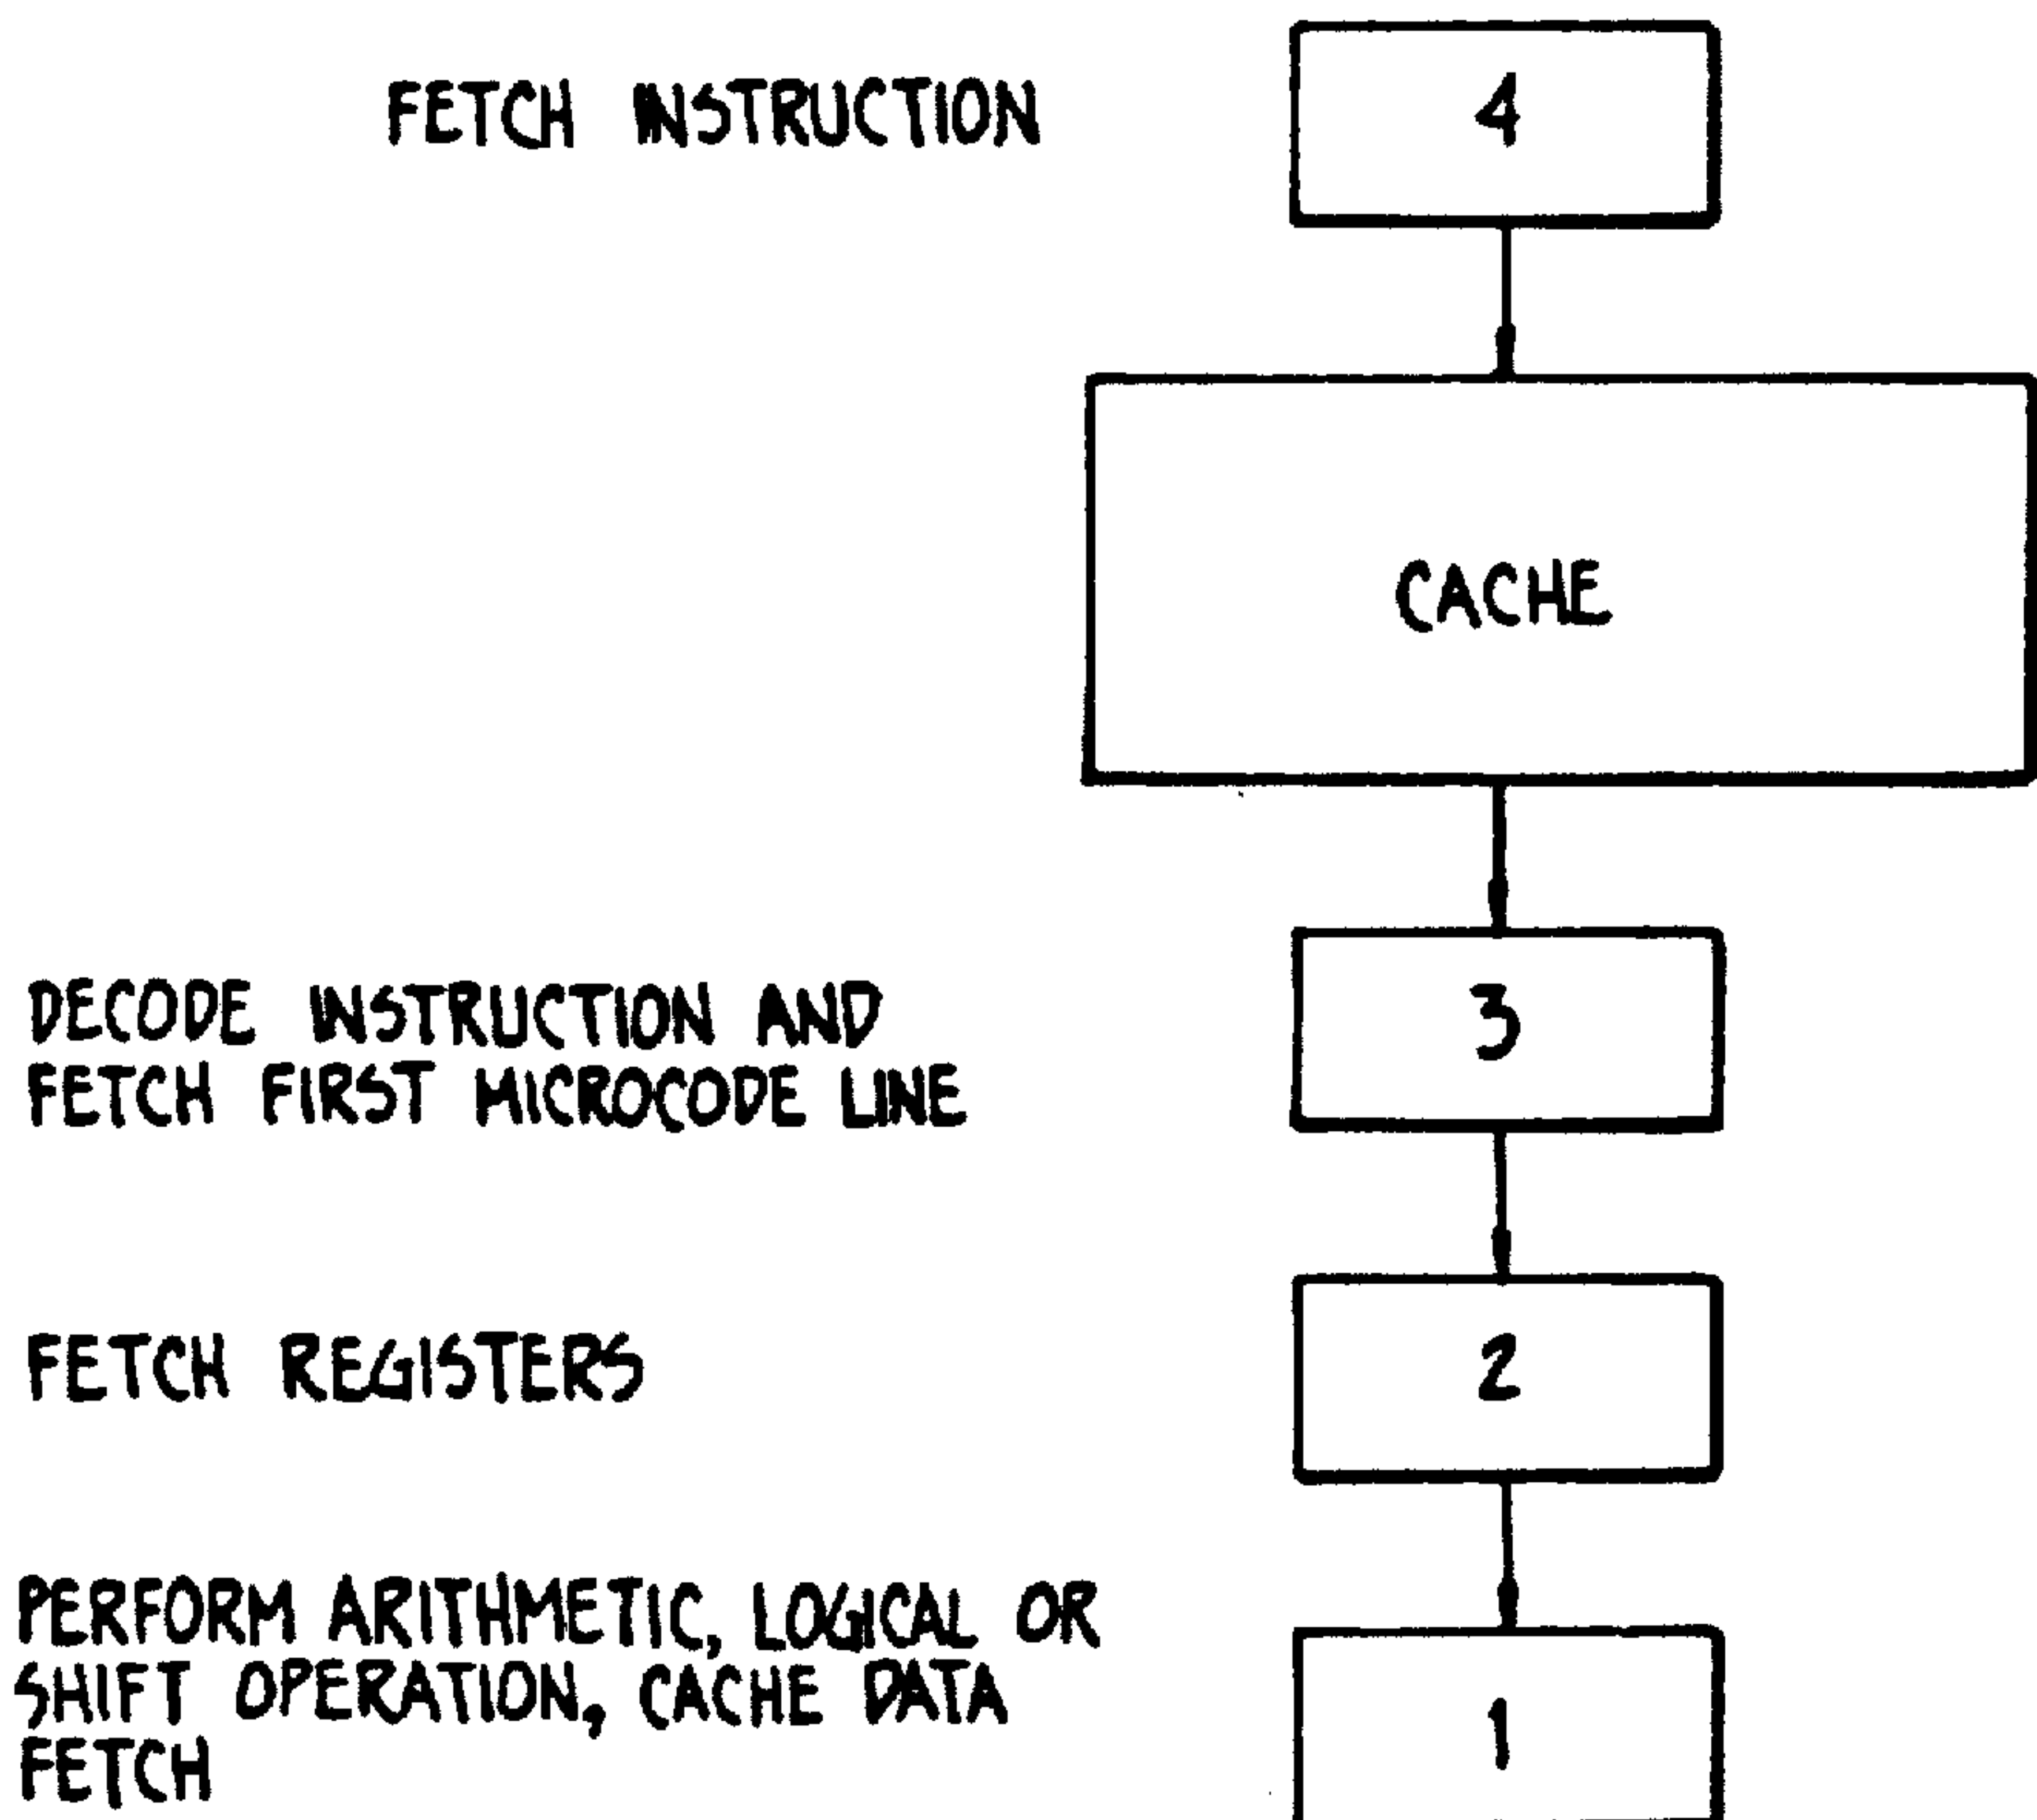 FETCH INSTRUCTION
4
CACHE
DECODE INSTRUCTION AND
FETCH FIRST MICROCODE LINE
3
FETCH REGISTERS
2
PERFORM ARITHMETIC, LOGICAL OR
SHIFT OPERATION, CACHE DATA
FETCH
1